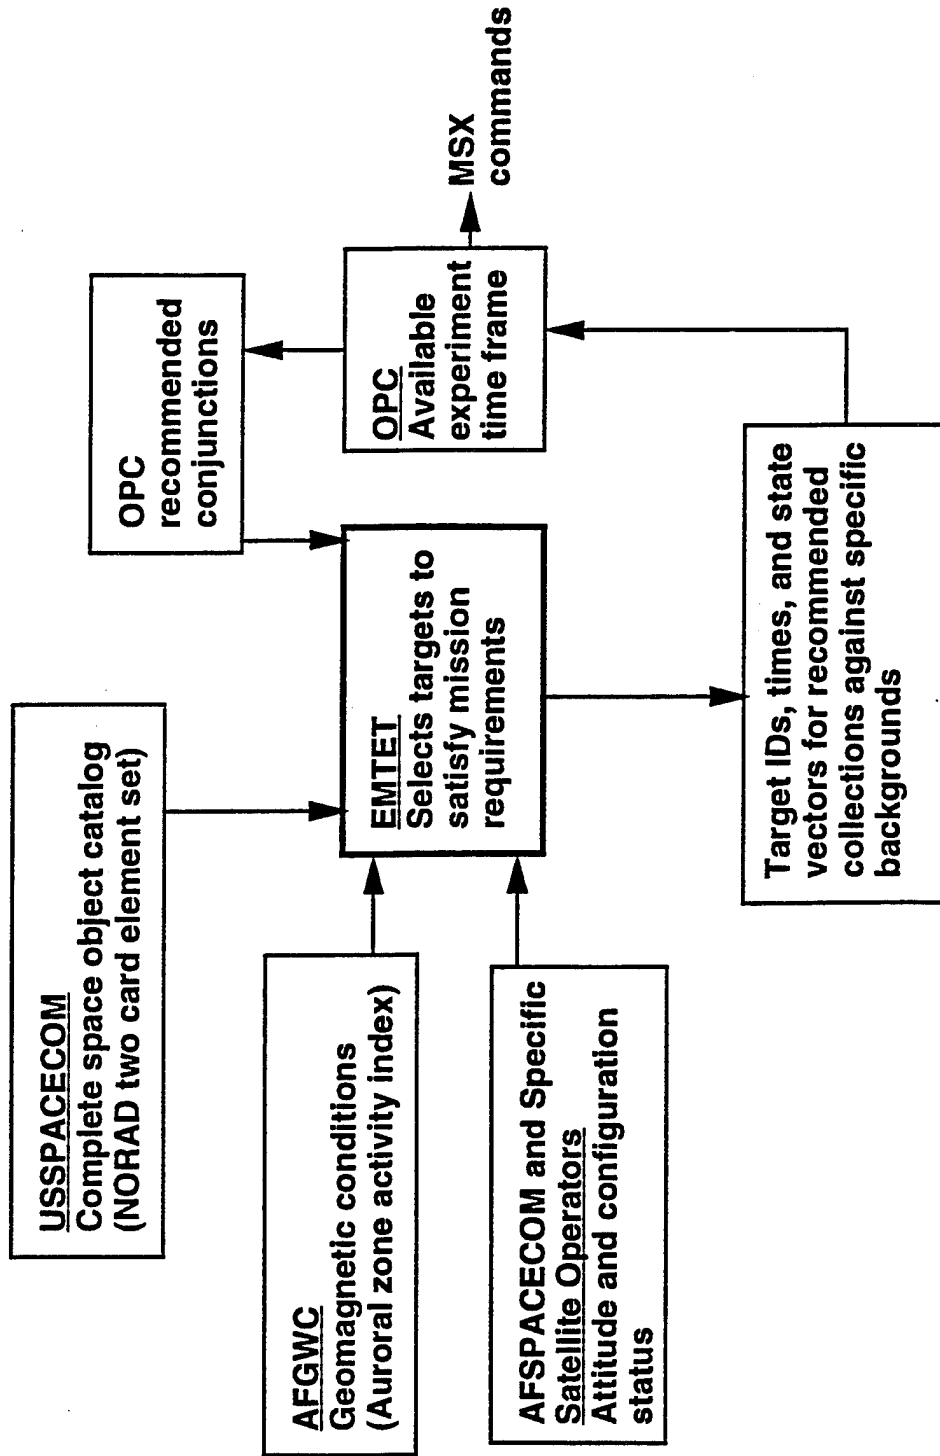 USSPACECOM
Complete space object catalog
(NORAD two card element set)
AFGWC
Geomagnetic conditions
(Auroral zone activity index)
AFSPACECOM and Specific
Satellite Operators
Attitude and configuration
status
EMTET
Selects targets to
satisfy mission
requirements
OPC
recommended
conjunctions
OPC
Available
experiment
time frame
MSX
commands
Target IDs, times, and state
vectors for recommended
collections against specific
backgrounds